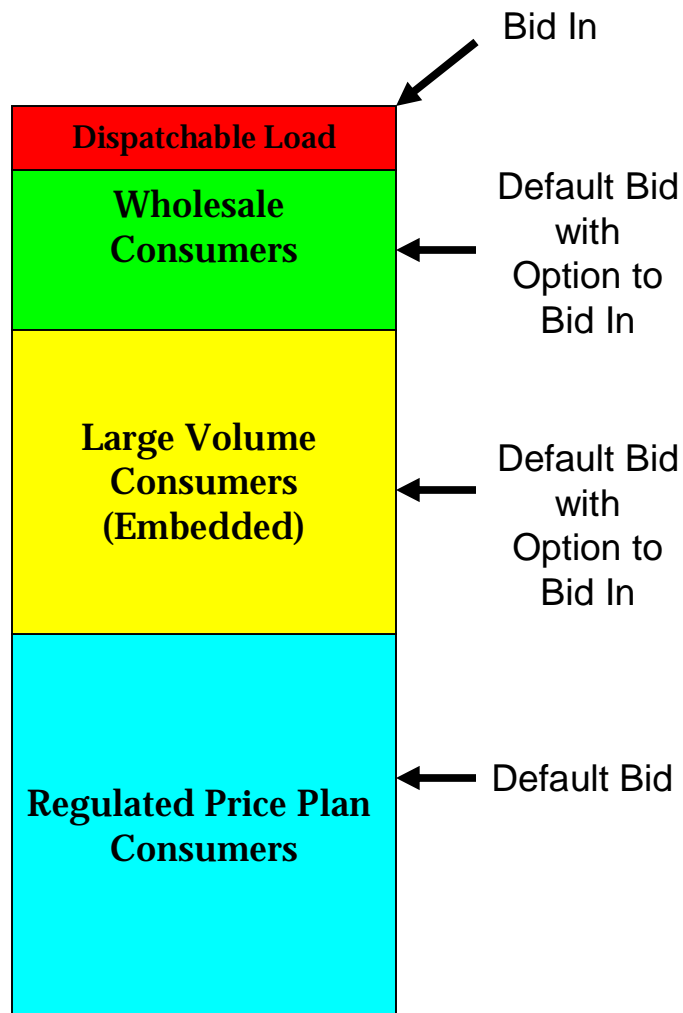 Bid In
Dispatchable Load
Wholesale
Consumers
Default Bid
with
Option to
Bid In
Large Volume
Consumers
(Embedded)
Default Bid
with
Option to
Bid In
Regulated Price Plan
Consumers
Default Bid